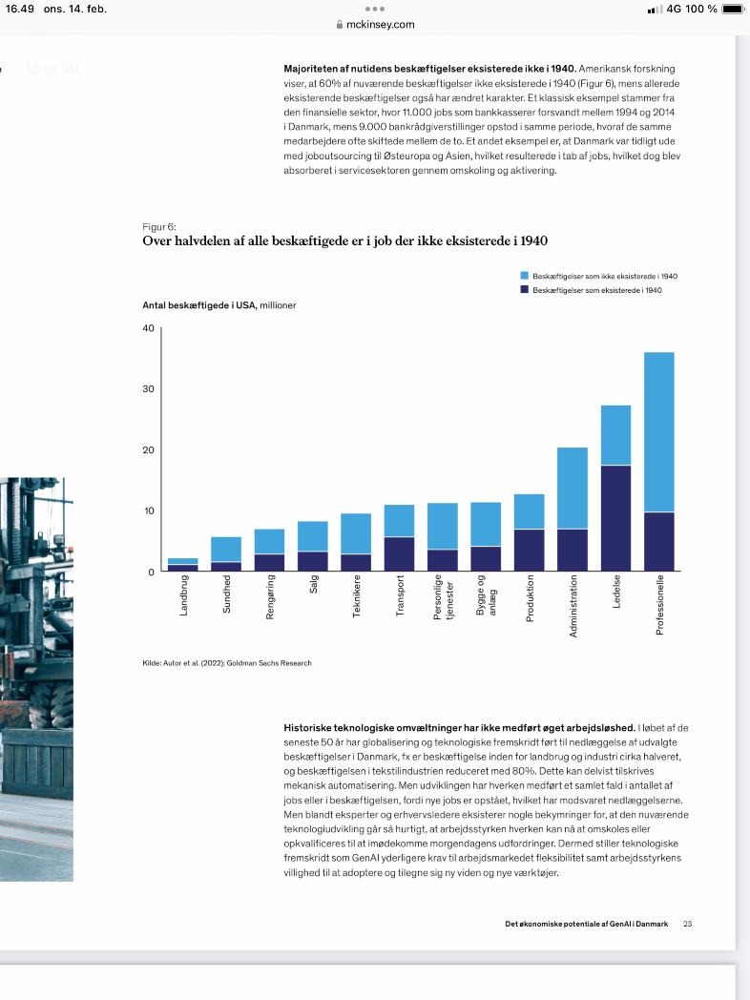 16.49 ons. 14. feb.
4G 100 %
mckinsey.com
e
13 af 30
Majoriteten af nutidens beskæftigelser eksisterede ikke i 1940. Amerikansk forskning
viser, at 60% af nuværende beskæftigelser ikke eksisterede i 1940 (Figur 6), mens allerede
eksisterende beskæftigelser også har ændret karakter. Et klassisk eksempel stammer fra
den finansielle sektor, hvor 11.000 jobs som bankkasserer forsvandt mellem 1994 og 2014
i Danmark, mens 9.000 bankrådgiverstillinger opstod i samme periode, hvoraf de samme
medarbejdere ofte skiftede mellem de to. Et andet eksempel er, at Danmark var tidligt ude
med joboutsourcing til Østeuropa og Asien, hvilket resulterede i tab af jobs, hvilket dog blev
absorberet i servicesektoren gennem omskoling og aktivering.
Figur 6:
Over halvdelen af alle beskæftigede er i job der ikke eksisterede i 1940
Beskæftigelser som ikke eksisterede i 1940
Beskæftigelser som eksisterede i 1940
Antal beskæftigede i USA, millioner
40
30
20
10
0
Landbrug
Sundhed
Rengøring
Salg
Teknikere
Transport
Personlige
tjenester
Bygge og
anlæg
Produktion
Administration
Ledelse
Professionelle
Kilde: Autor et al. (2022); Goldman Sachs Research
Historiske teknologiske omvæltninger har ikke medført øget arbejdsløshed. I løbet af de
seneste 50 år har globalisering og teknologiske fremskridt ført til nedlæggelse af udvalgte
beskæftigelser i Danmark, fx er beskæftigelse inden for landbrug og industri cirka halveret,
og beskæftigelsen i tekstilindustrien reduceret med 80%. Dette kan delvist tilskrives
mekanisk automatisering. Men udviklingen har hverken medført et samlet fald i antallet af
jobs eller i beskæftigelsen, fordi nye jobs er opstået, hvilket har modsvaret nedlæggelserne.
Men blandt eksperter og erhvervsledere eksisterer nogle bekymringer for, at den nuværende
teknologiudvikling går så hurtigt, at arbejdsstyrken hverken kan nå at omskoles eller
opkvalificeres til at imødekomme morgendagens udfordringer. Dermed stiller teknologiske
fremskridt som GenAI yderligere krav til arbejdsmarkedet fleksibilitet samt arbejdsstyrkens
villighed til at adoptere og tilegne sig ny viden og nye værktøjer.
Det økonomiske potentiale af GenAI i Danmark 23